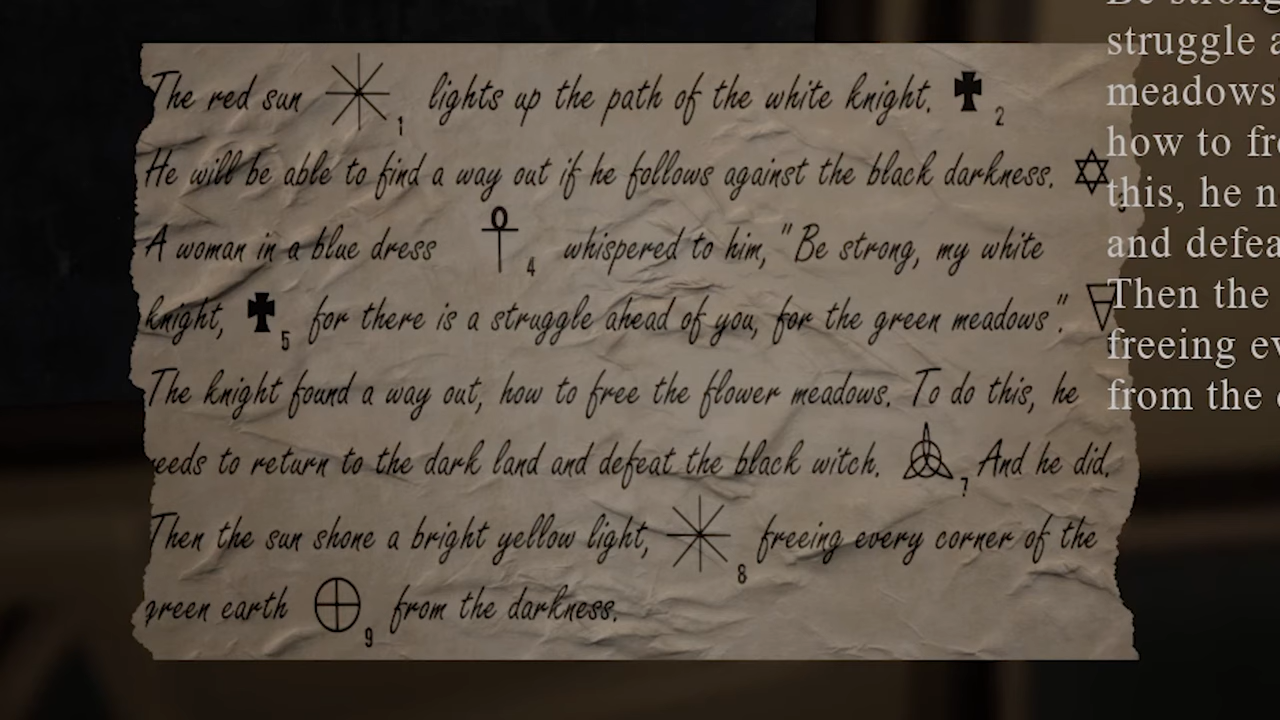 The red sun 1 lights up the path of the white knight. 2
He will be able to find a way out if he follows against the black darkness. 3
A woman in a blue dress 4 whispered to him, "Be strong, my white
knight, 5 for there is a struggle ahead of you, for the green meadows".
The knight found a way out, how to free the flower meadows. To do this, he
eeds to return to the dark land and defeat the black witch. 7 And he did.
Then the sun shone a bright yellow light, 8 freeing every corner of the
green earth 9 from the darkness.
Be strong
struggle a
meadows
how to fre
this, he n
and defea
Then the
freeing ev
from the